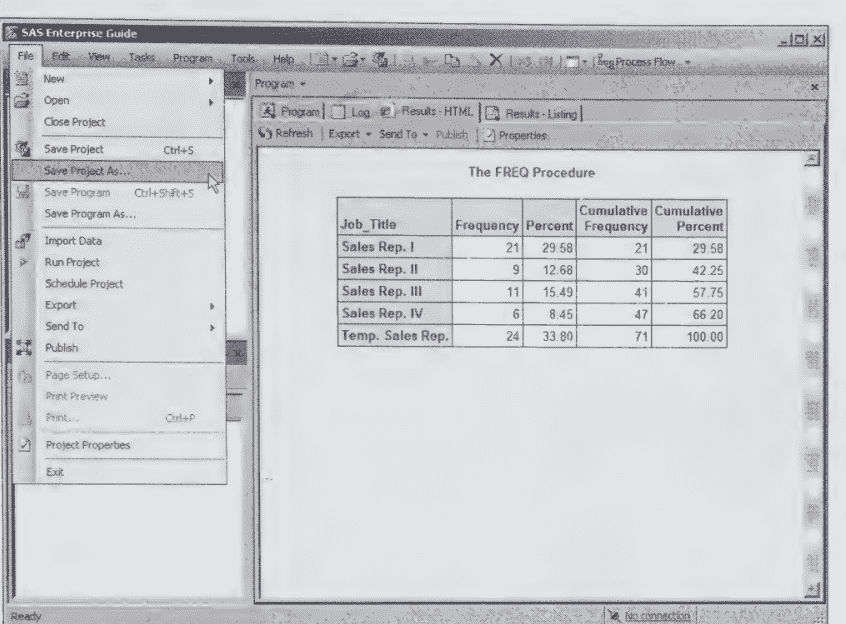 SAS Enterprise Guide
File Edit View Tasks Program Tools Help Process Flow
New
Open
Close Project
Save Project Ctrl+S
Save Project As...
Save Program Ctrl+Shift+S
Save Program As...
Import Data
Run Project
Schedule Project
Export
Send To
Publish
Page Setup...
Print Preview
Print... Ctrl+P
Project Properties
Exit
Program
Program Log Results - HTML Results - Listing
Refresh Export Send To Publish Properties
The FREQ Procedure
Job_Title Frequency Percent Cumulative Frequency Cumulative Percent
Sales Rep. I 21 29.58 21 29.58
Sales Rep. II 9 12.68 30 42.25
Sales Rep. III 11 15.49 41 57.75
Sales Rep. IV 6 8.45 47 66.20
Temp. Sales Rep. 24 33.80 71 100.00
Ready
No connection